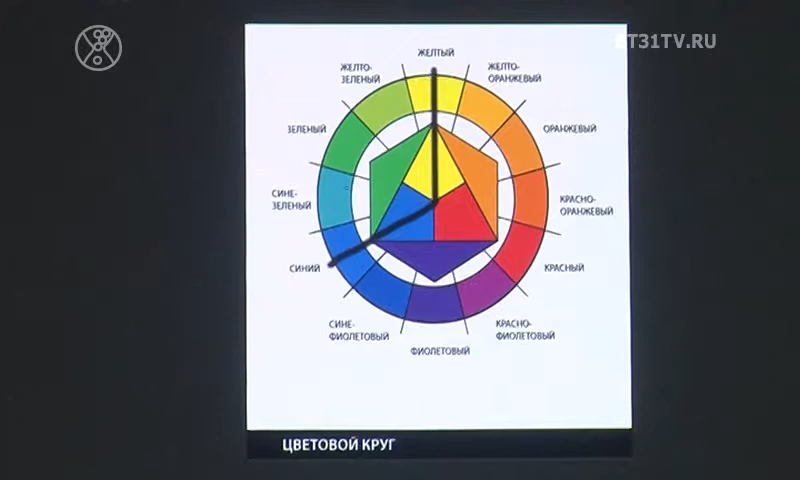 ЖЕЛТЫЙ
ЖЕЛТО-
ЗЕЛЕНЫЙ
ЖЕЛТО-
ОРАНЖЕВЫЙ
ЗЕЛЕНЫЙ
ОРАНЖЕВЫЙ
СИНЕ-
ЗЕЛЕНЫЙ
КРАСНО-
ОРАНЖЕВЫЙ
СИНИЙ
КРАСНЫЙ
СИНЕ-
ФИОЛЕТОВЫЙ
КРАСНО-
ФИОЛЕТОВЫЙ
ФИОЛЕТОВЫЙ
ЦВЕТОВОЙ КРУГ